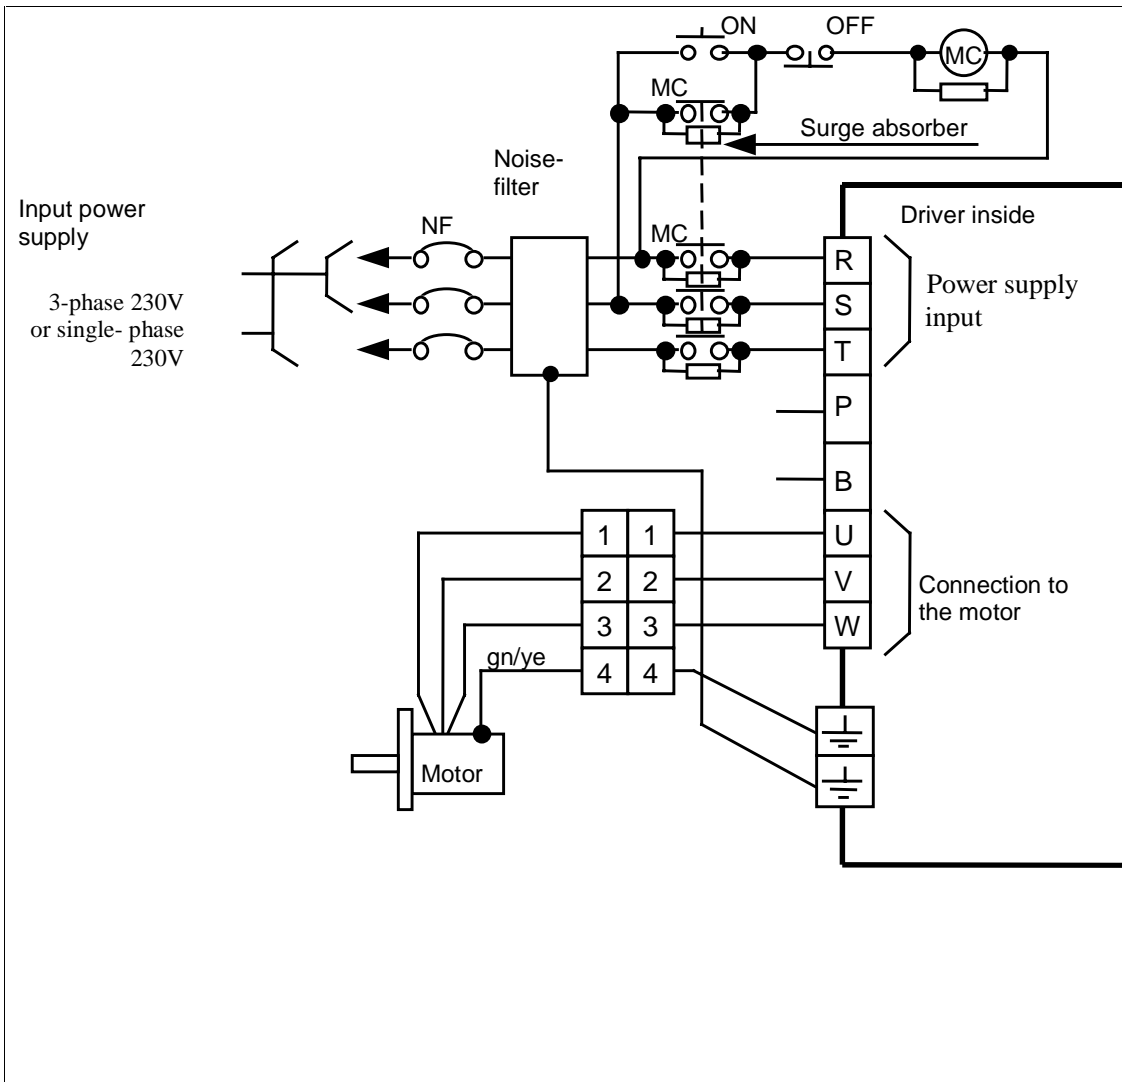 ON
OFF
MC
MC
Surge absorber
Noise-
filter
Input power
supply
NF
MC
Driver inside
R
Power supply
input
3-phase 230V
or single- phase
230V
S
T
P
B
1 1
U
2 2
V
Connection to
the motor
3 3
W
gn/ye
4 4
Motor